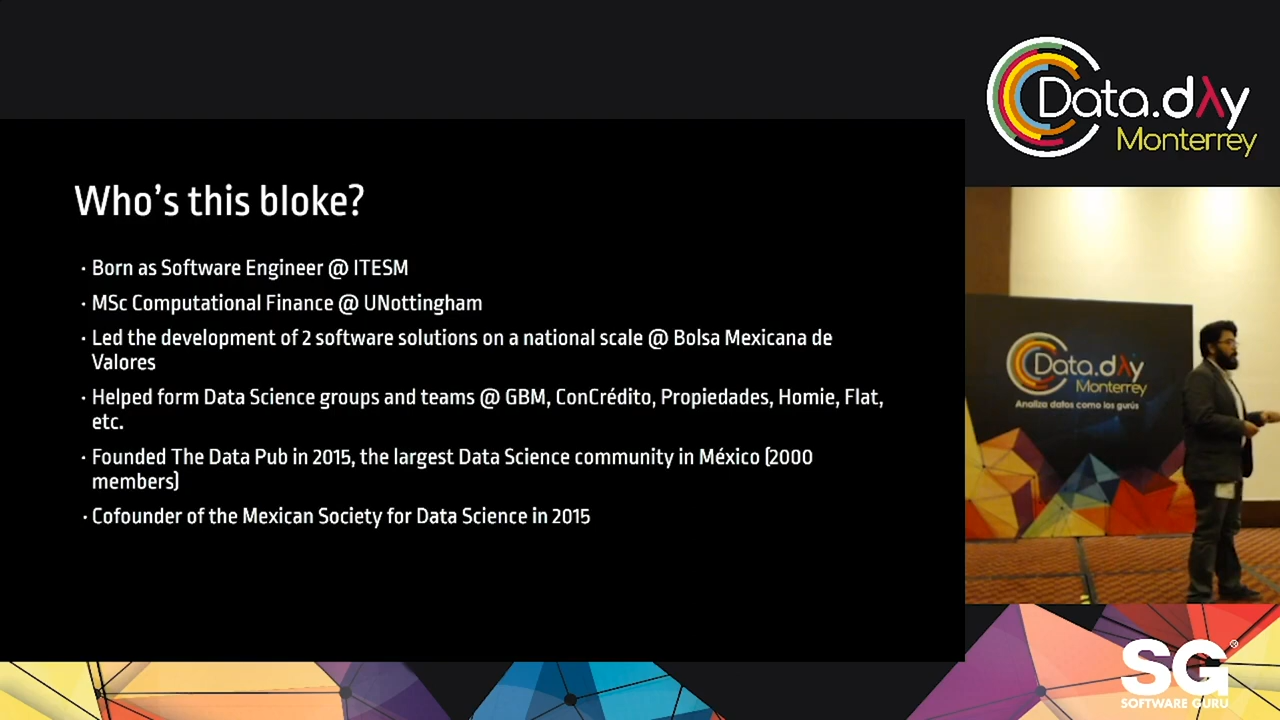 Data.dλy
Monterrey
Who's this bloke?
· Born as Software Engineer @ ITESM
· MSc Computational Finance @ UNottingham
· Led the development of 2 software solutions on a national scale @ Bolsa Mexicana de
Valores
· Helped form Data Science groups and teams @ GBM, ConCrédito, Propiedades, Homie, Flat,
etc.
· Founded The Data Pub in 2015, the largest Data Science community in México (2000
members)
· Cofounder of the Mexican Society for Data Science in 2015
Data.dλy
Monterrey
Analiza datos como los gurús
SG®
SOFTWARE GURU